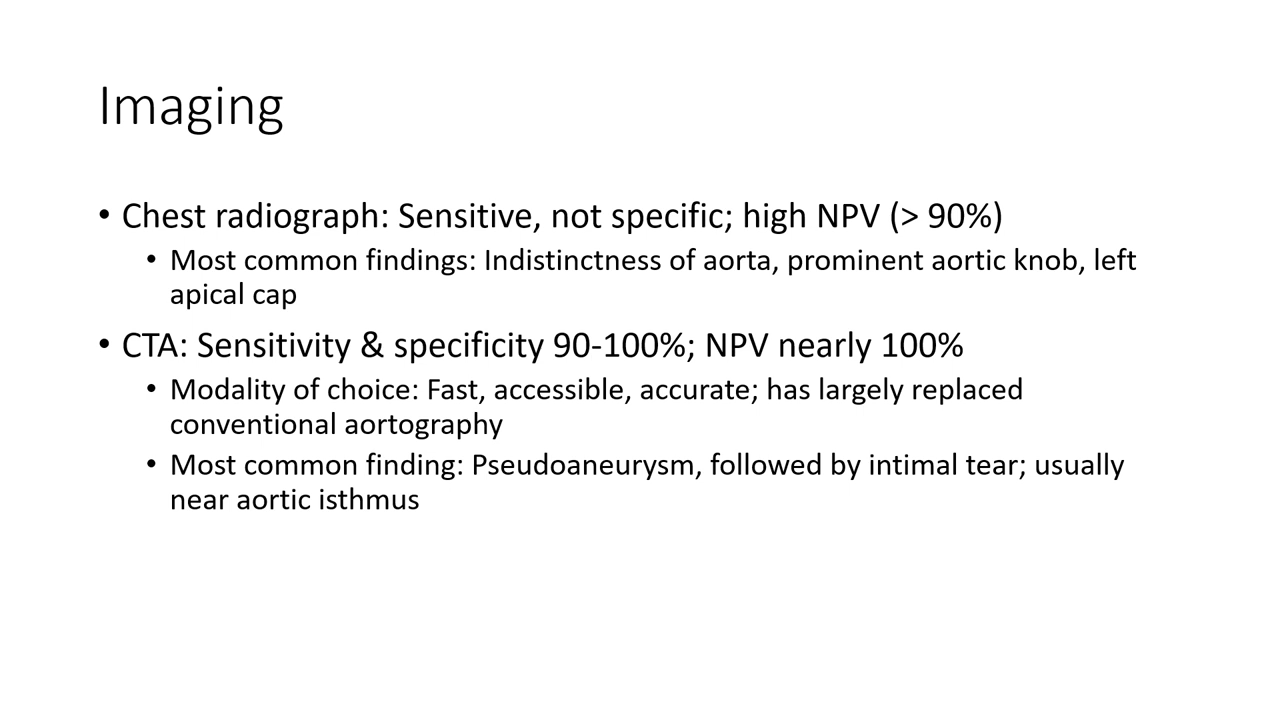 Imaging
• Chest radiograph: Sensitive, not specific; high NPV (> 90%)
• Most common findings: Indistinctness of aorta, prominent aortic knob, left
apical cap
• CTA: Sensitivity & specificity 90-100%; NPV nearly 100%
• Modality of choice: Fast, accessible, accurate; has largely replaced
conventional aortography
• Most common finding: Pseudoaneurysm, followed by intimal tear; usually
near aortic isthmus